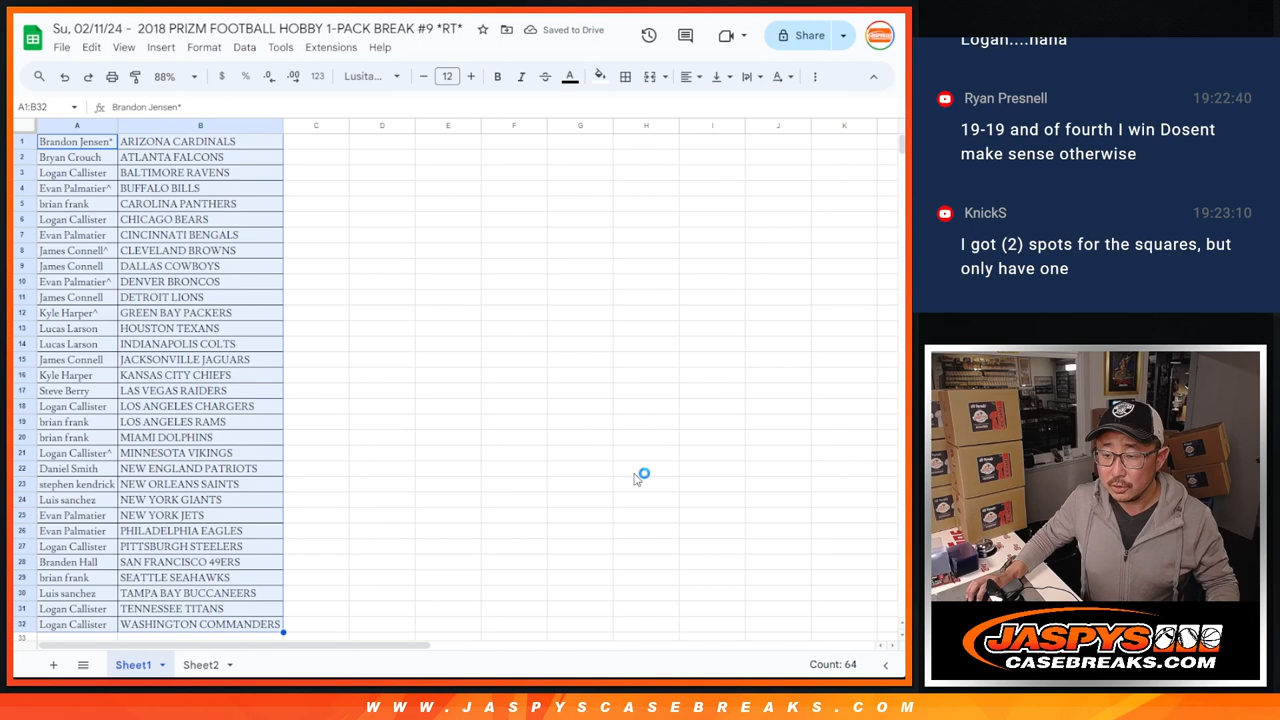 Su, 02/11/24 - 2018 PRIZM FOOTBALL HOBBY 1-PACK BREAK #9 *RT*
Saved to Drive
Share
File Edit View Insert Format Data Tools Extensions Help
88% $ % .0 .00 123 Lusita... 12 B I A
A1:B32 fx Brandon Jensen*
A B C D E F G H I J K
1 Brandon Jensen* ARIZONA CARDINALS
2 Bryan Crouch ATLANTA FALCONS
3 Logan Callister BALTIMORE RAVENS
4 Evan Palmatier^ BUFFALO BILLS
5 brian frank CAROLINA PANTHERS
6 Logan Callister CHICAGO BEARS
7 Evan Palmatier CINCINNATI BENGALS
8 James Connell^ CLEVELAND BROWNS
9 James Connell DALLAS COWBOYS
10 Evan Palmatier^ DENVER BRONCOS
11 James Connell DETROIT LIONS
12 Kyle Harper^ GREEN BAY PACKERS
13 Lucas Larson HOUSTON TEXANS
14 Lucas Larson INDIANAPOLIS COLTS
15 James Connell JACKSONVILLE JAGUARS
16 Kyle Harper KANSAS CITY CHIEFS
17 Steve Berry LAS VEGAS RAIDERS
18 Logan Callister LOS ANGELES CHARGERS
19 brian frank LOS ANGELES RAMS
20 brian frank MIAMI DOLPHINS
21 Logan Callister^ MINNESOTA VIKINGS
22 Daniel Smith NEW ENGLAND PATRIOTS
23 stephen kendrick NEW ORLEANS SAINTS
24 Luis sanchez NEW YORK GIANTS
25 Evan Palmatier NEW YORK JETS
26 Evan Palmatier PHILADELPHIA EAGLES
27 Logan Callister PITTSBURGH STEELERS
28 Branden Hall SAN FRANCISCO 49ERS
29 brian frank SEATTLE SEAHAWKS
30 Luis sanchez TAMPA BAY BUCCANEERS
31 Logan Callister TENNESSEE TITANS
32 Logan Callister WASHINGTON COMMANDERS
33
Sheet1 Sheet2 Count: 64
Logan....haha
Ryan Presnell 19:22:40
19-19 and of fourth I win Dosent
make sense otherwise
KnickS 19:23:10
I got (2) spots for the squares, but
only have one
JASPYS
CASEBREAKS.COM
WWW.JASPYSCASEBREAKS.COM